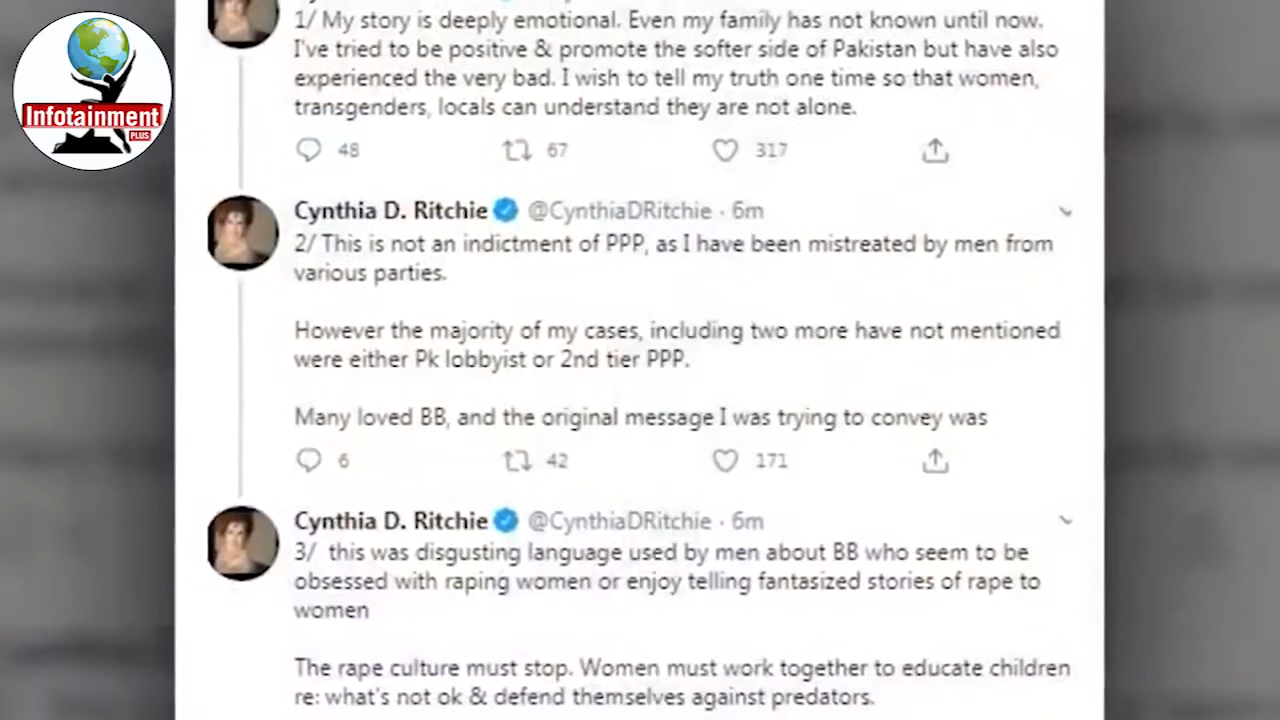 Infotainment
PLUS
1/ My story is deeply emotional. Even my family has not known until now.
I've tried to be positive & promote the softer side of Pakistan but have also
experienced the very bad. I wish to tell my truth one time so that women,
transgenders, locals can understand they are not alone.
48 67 317
Cynthia D. Ritchie @CynthiaDRitchie · 6m
2/ This is not an indictment of PPP, as I have been mistreated by men from
various parties.
However the majority of my cases, including two more have not mentioned
were either Pk lobbyist or 2nd tier PPP.
Many loved BB, and the original message I was trying to convey was
6 42 171
Cynthia D. Ritchie @CynthiaDRitchie · 6m
3/ this was disgusting language used by men about BB who seem to be
obsessed with raping women or enjoy telling fantasized stories of rape to
women
The rape culture must stop. Women must work together to educate children
re: what's not ok & defend themselves against predators.